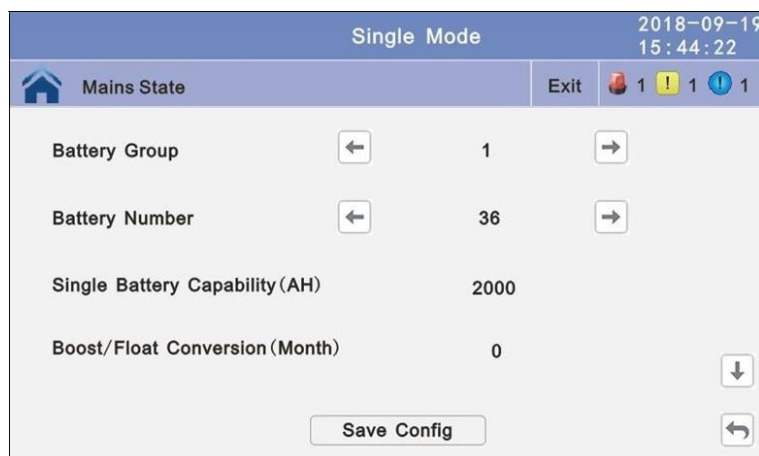 Single Mode
2018-09-19
15:44:22
Mains State
Exit
1
!
1
!
1
Battery Group
1
Battery Number
36
Single Battery Capability(AH)
2000
Boost/Float Conversion(Month)
0
Save Config